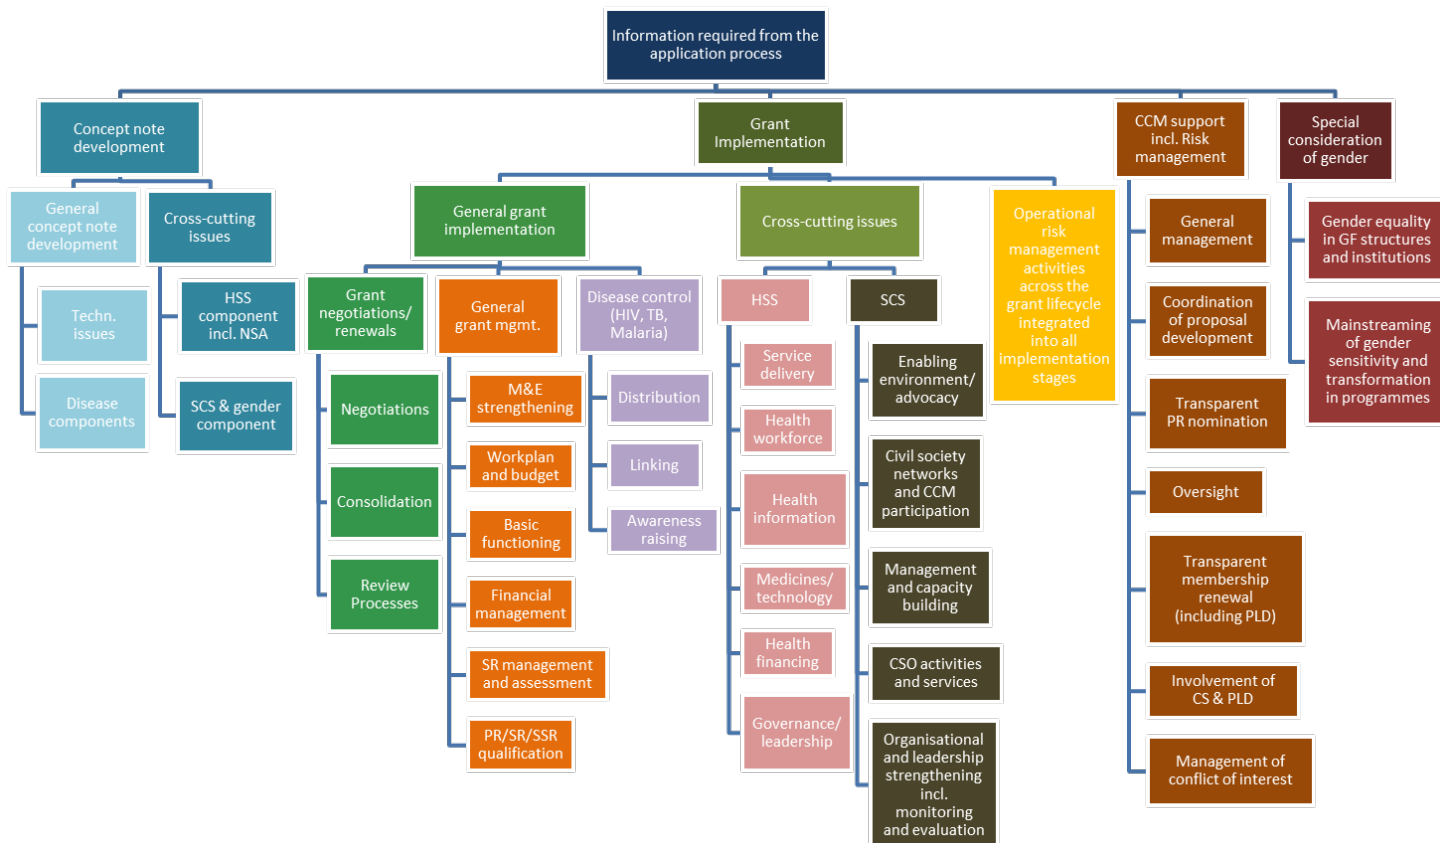 Information required from the
application process
Concept note
development
Grant
Implementation
CCM support
incl. Risk
management
Special
consideration
of gender
General
concept note
development
Cross-cutting
issues
General grant
implementation
Cross-cutting issues
Operational
risk
management
activities
across the
grant lifecycle
integrated
into all
implementation
stages
General
management
Gender equality
in GF structures
and institutions
Techn.
issues
HSS
component
incl. NSA
Grant
negotiations/
renewals
General
grant mgmt.
Disease control
(HIV, TB,
Malaria)
HSS
SCS
Coordination
of proposal
development
Mainstreaming
of gender
sensitivity and
transformation
in programmes
Disease
components
SCS & gender
component
Negotiations
Consolidation
Review
Processes
M&E
strengthening
Workplan
and budget
Basic
functioning
Financial
management
SR management
and assessment
PR/SR/SSR
qualification
Distribution
Linking
Awareness
raising
Service
delivery
Health
workforce
Health
information
Medicines/
technology
Health
financing
Governance/
leadership
Enabling
environment/
advocacy
Civil society
networks
and CCM
participation
Management
and capacity
building
CSO activities
and services
Organisational
and leadership
strengthening
incl.
monitoring
and evaluation
Transparent
PR nomination
Oversight
Transparent
membership
renewal
(including PLD)
Involvement of
CS & PLD
Management of
conflict of interest